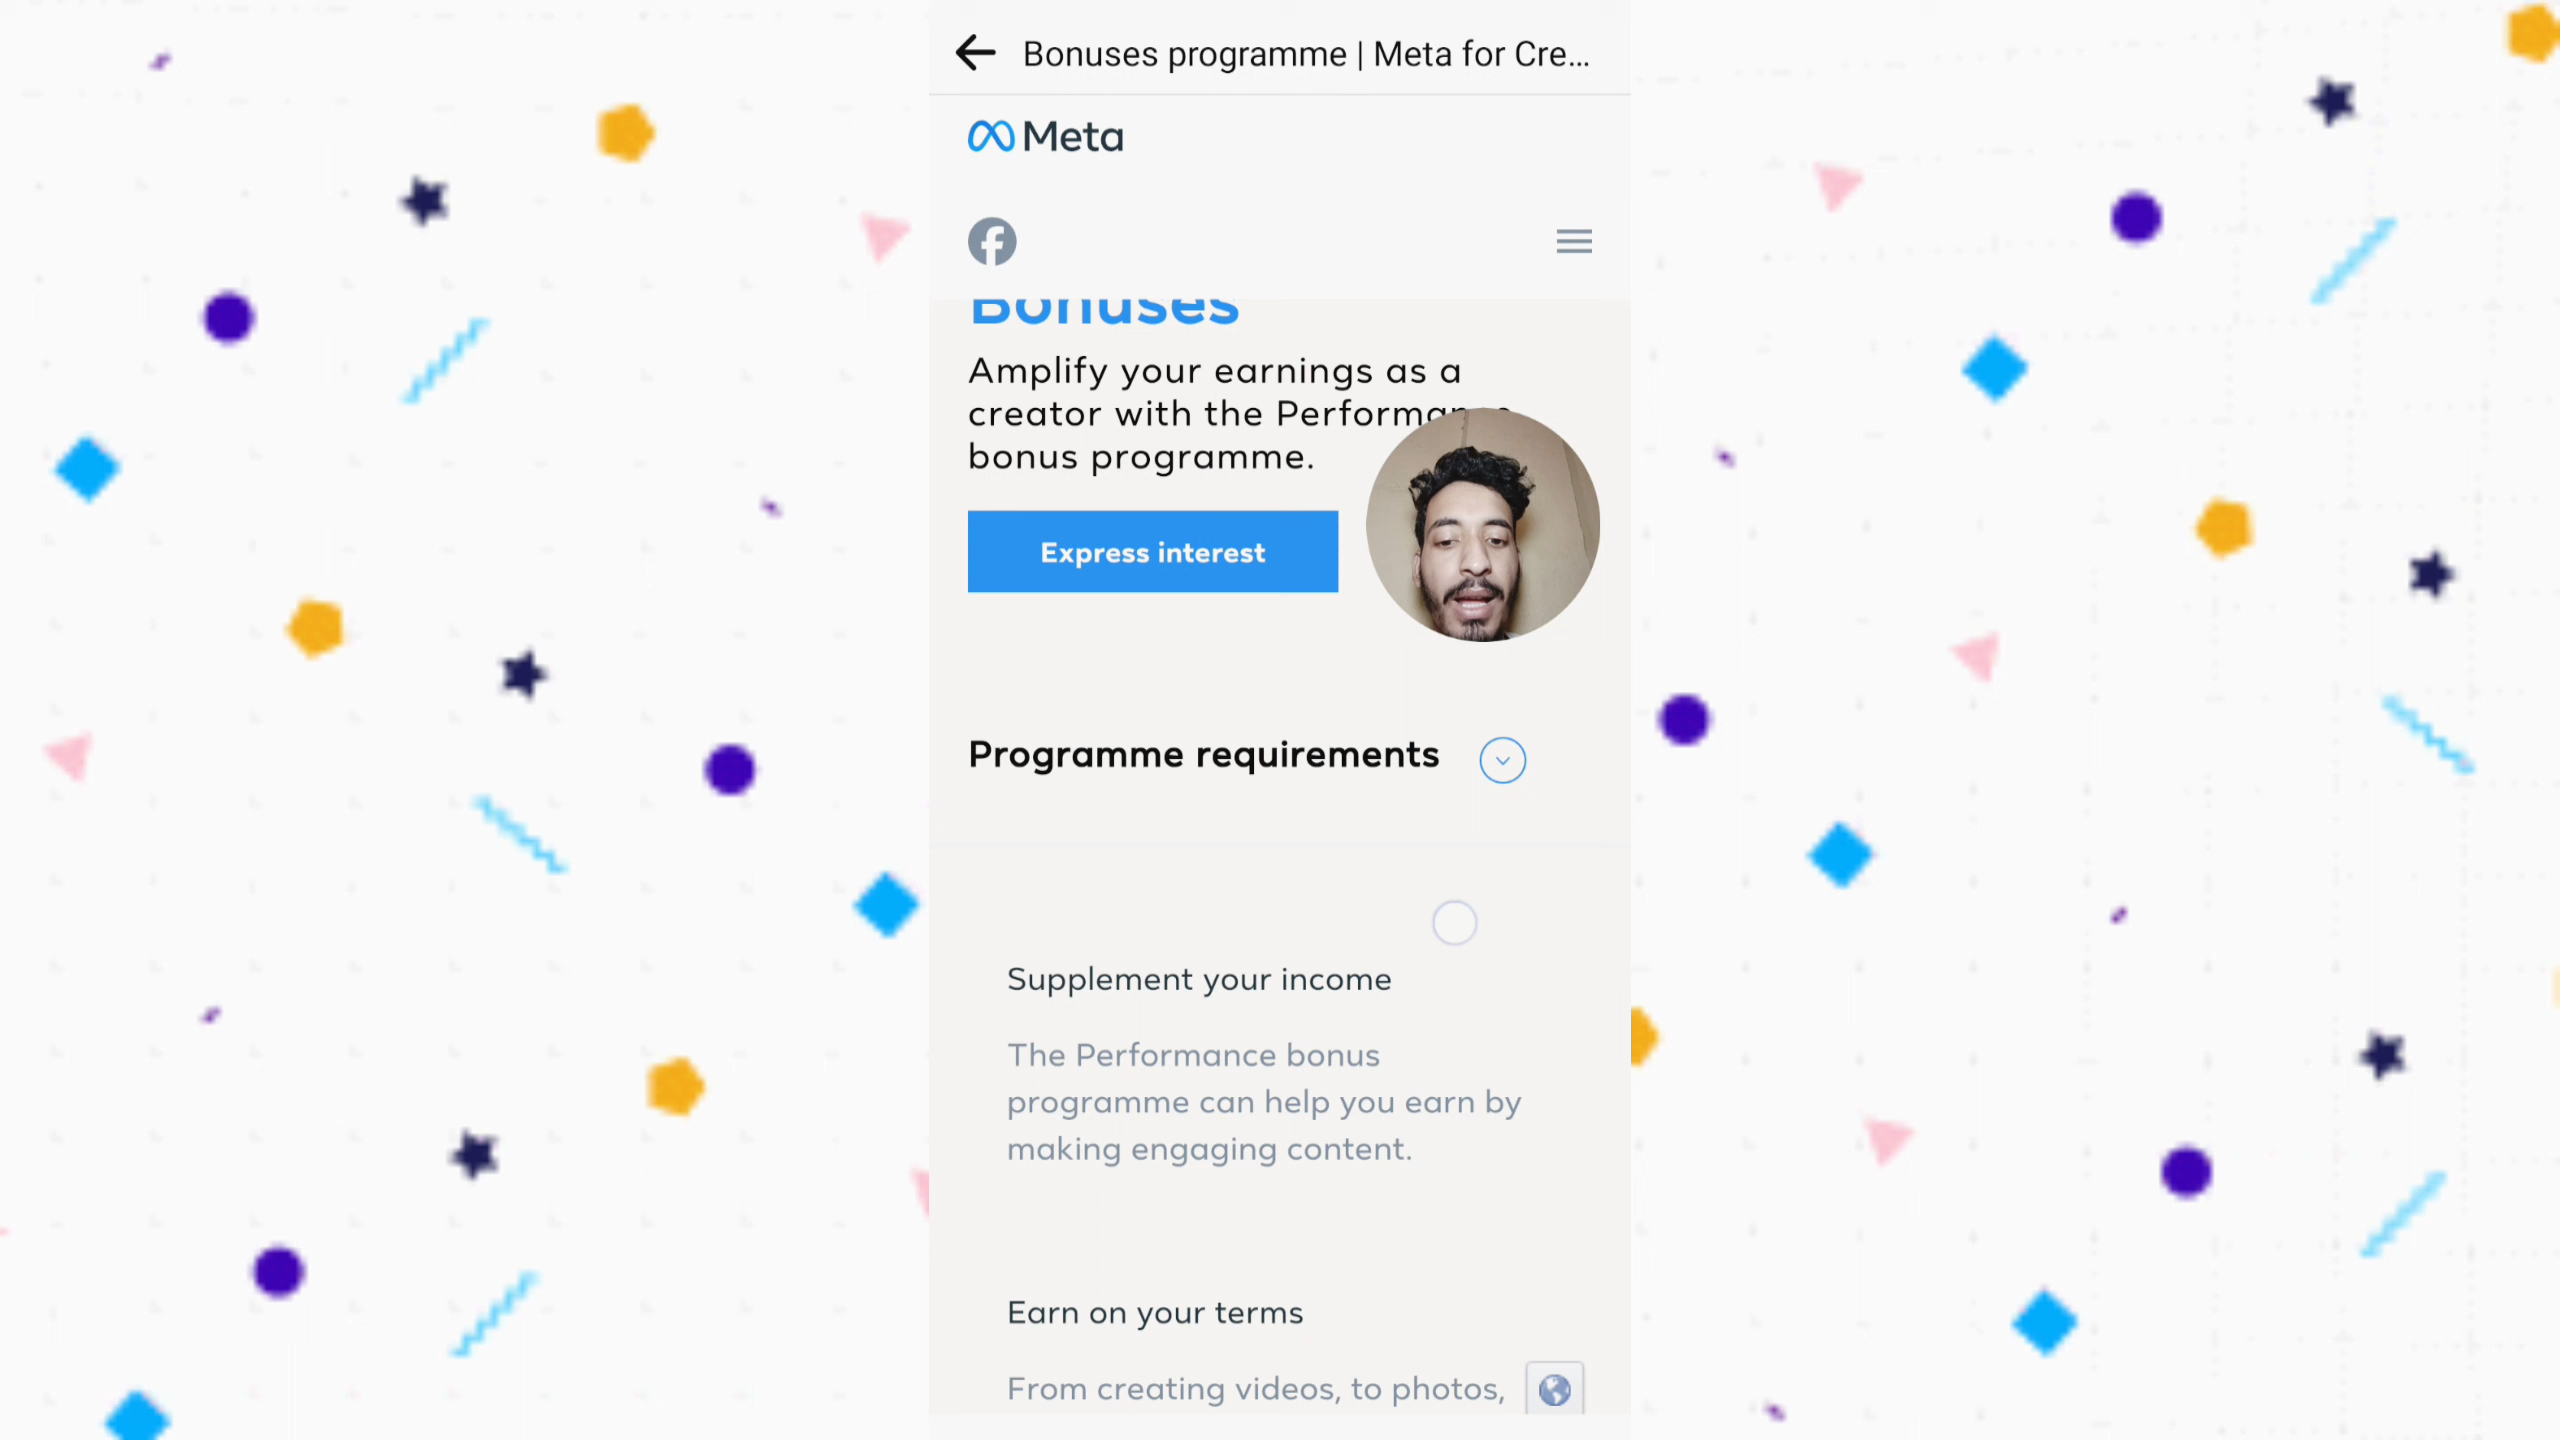 Bonuses programme | Meta for Cre...
Meta
Bonuses
Amplify your earnings as a
creator with the Performance
bonus programme.
Express interest
Programme requirements
Supplement your income
The Performance bonus
programme can help you earn by
making engaging content.
Earn on your terms
From creating videos, to photos,